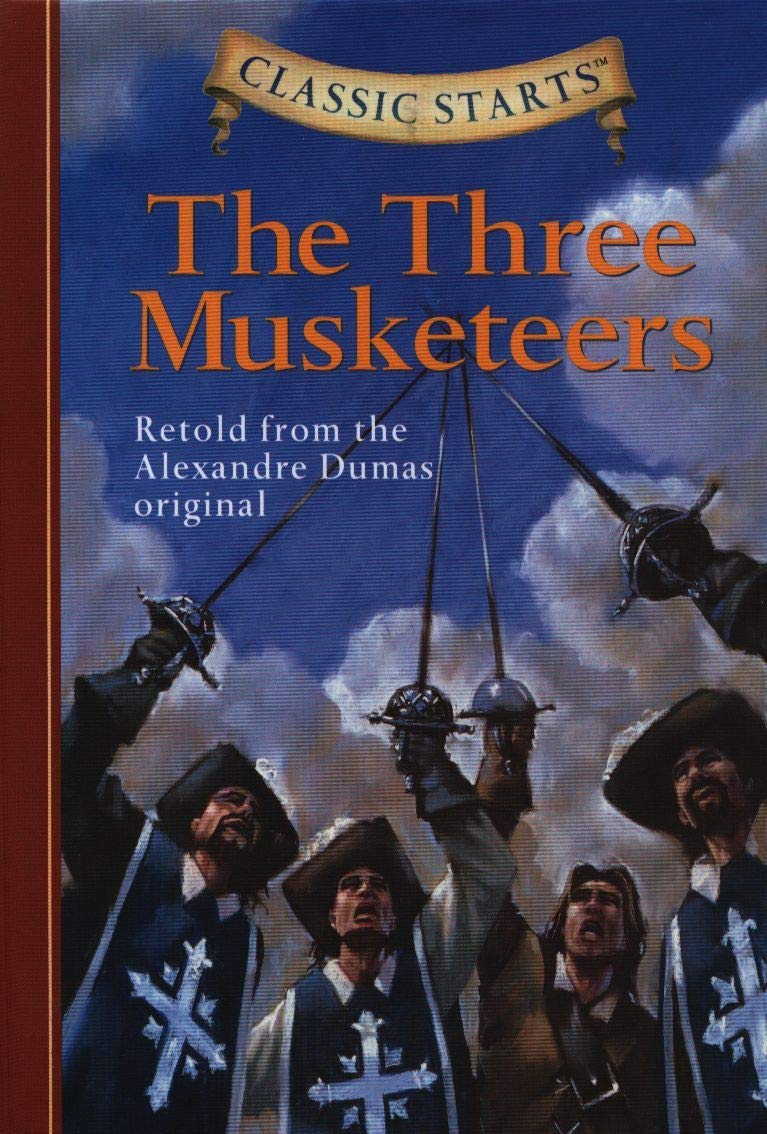 CLASSIC STARTS™
The Three
Musketeers
Retold from the
Alexandre Dumas
original